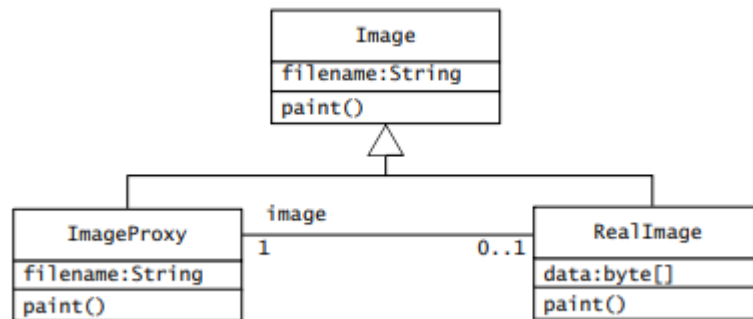 Image
filename:String
paint()
image
ImageProxy
1
0..1
RealImage
filename:String
data:byte[]
paint()
paint()